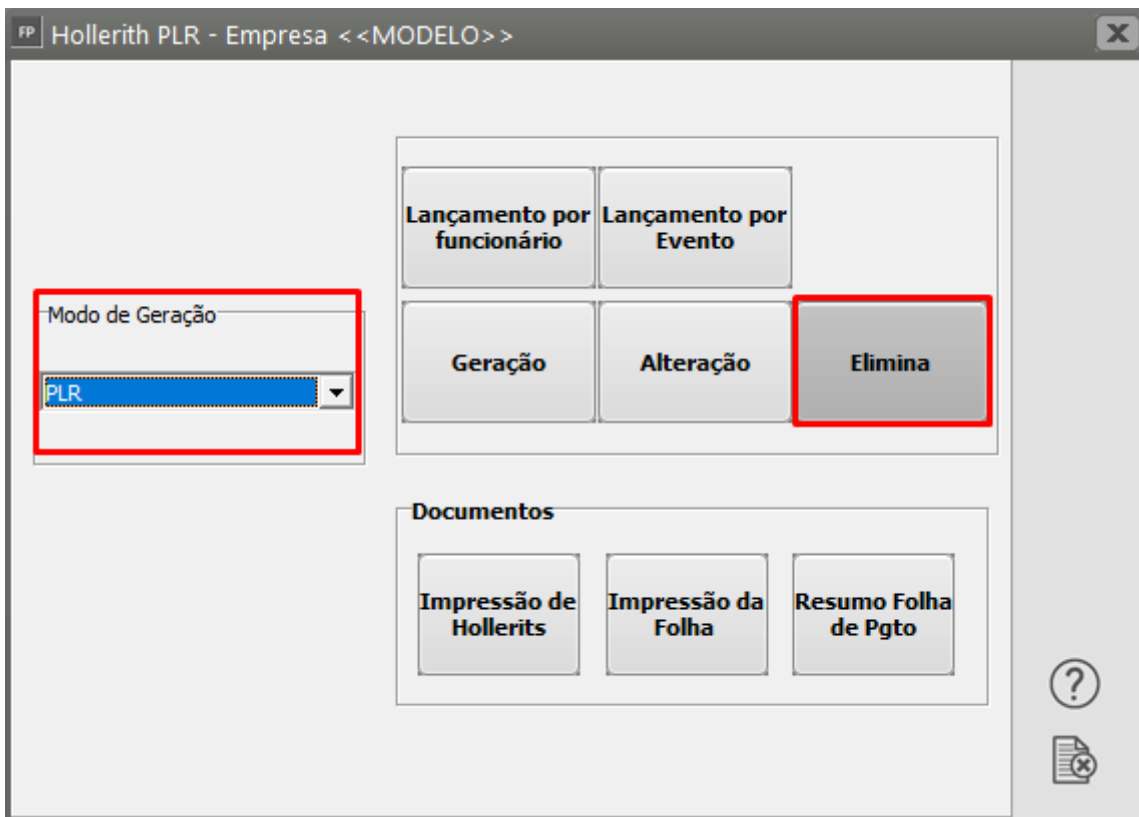 FP Hollerith PLR - Empresa <<MODELO>>
Lançamento por Lançamento por
funcionário Evento
Modo de Geração
PLR
Geração Alteração Elimina
Documentos
Impressão de Impressão da Resumo Folha
Hollerits Folha de Pgto
?